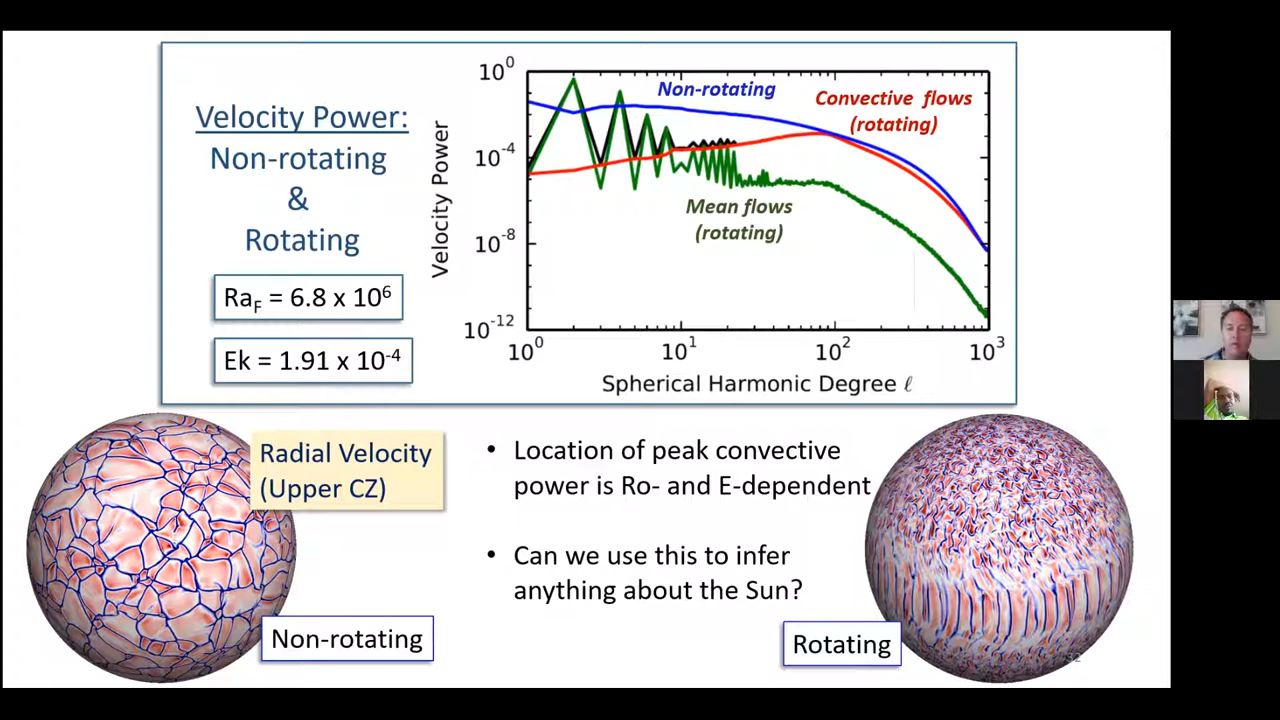 Velocity Power:
Non-rotating
&
Rotating
Ra_F = 6.8 x 10^6
Ek = 1.91 x 10^-4
Velocity Power
10^0
10^-4
10^-8
10^-12
Non-rotating
Convective flows
(rotating)
Mean flows
(rotating)
10^0 10^1 10^2 10^3
Spherical Harmonic Degree ℓ
Radial Velocity
(Upper CZ)
Non-rotating
• Location of peak convective
power is Ro- and E-dependent
• Can we use this to infer
anything about the Sun?
Rotating
32